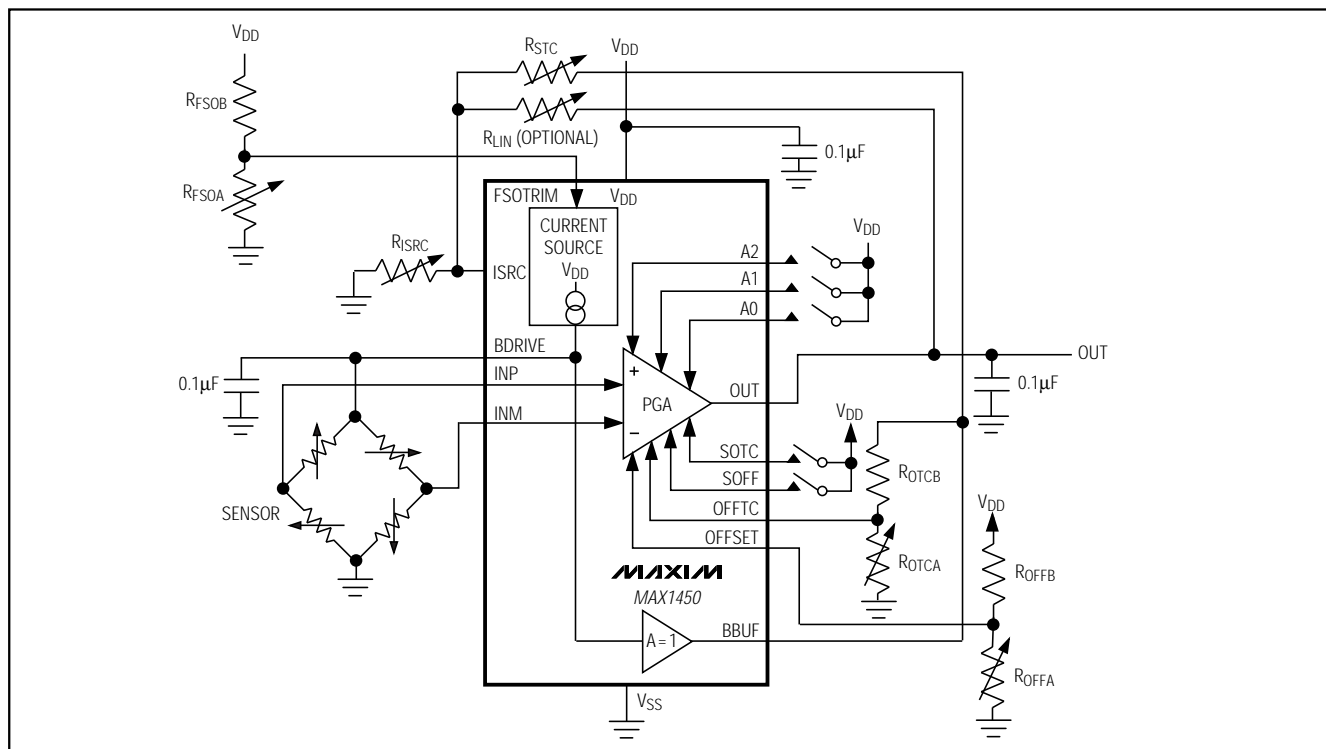 VDD
RSTC
VDD
RFSOB
RLIN (OPTIONAL)
0.1µF
RFSOA
FSOTRIM
VDD
CURRENT
SOURCE
VDD
RISRC
ISRC
A2
A1
A0
VDD
BDRIVE
0.1µF
INP
INM
+
PGA
−
OUT
OUT
0.1µF
VDD
SOTC
SOFF
OFFTC
OFFSET
ROTCB
ROTCA
SENSOR
VDD
ROFFB
ROFFA
MAXIM
MAX1450
A = 1
BBUF
VSS